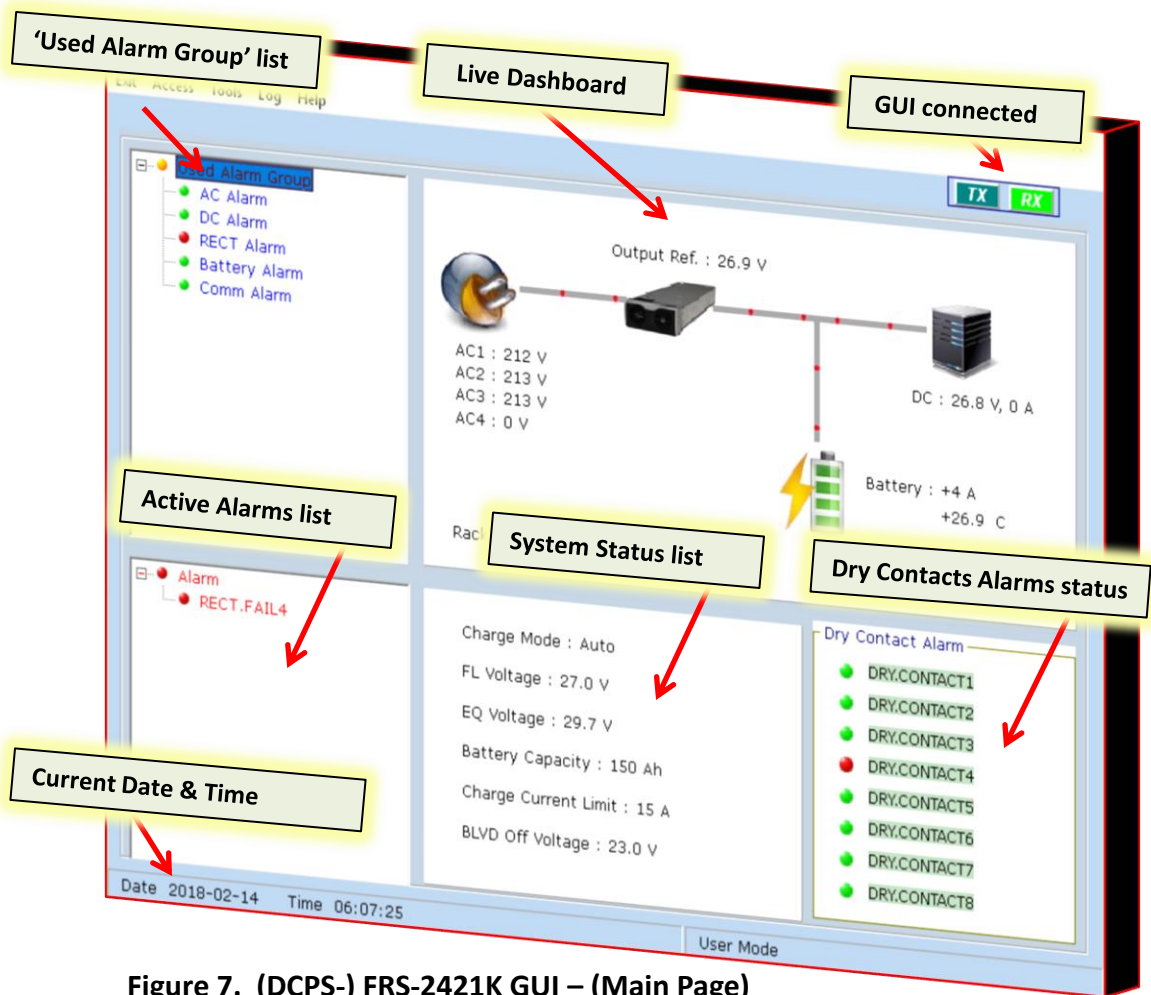 ‘Used Alarm Group’ list
Live Dashboard
GUI connected
Exit Access Tools Log Help
TX RX
Used Alarm Group
AC Alarm
DC Alarm
RECT Alarm
Battery Alarm
Comm Alarm
Output Ref. : 26.9 V
AC1 : 212 V
AC2 : 213 V
AC3 : 213 V
AC4 : 0 V
DC : 26.8 V, 0 A
Battery : +4 A
+26.9 C
Active Alarms list
System Status list
Dry Contacts Alarms status
Alarm
RECT.FAIL4
Charge Mode : Auto
FL Voltage : 27.0 V
EQ Voltage : 29.7 V
Battery Capacity : 150 Ah
Charge Current Limit : 15 A
BLVD Off Voltage : 23.0 V
Dry Contact Alarm
DRY.CONTACT1
DRY.CONTACT2
DRY.CONTACT3
DRY.CONTACT4
DRY.CONTACT5
DRY.CONTACT6
DRY.CONTACT7
DRY.CONTACT8
Current Date & Time
Date 2018-02-14 Time 06:07:25
User Mode
Figure 7. (DCPS-) FRS-2421K GUI – (Main Page)